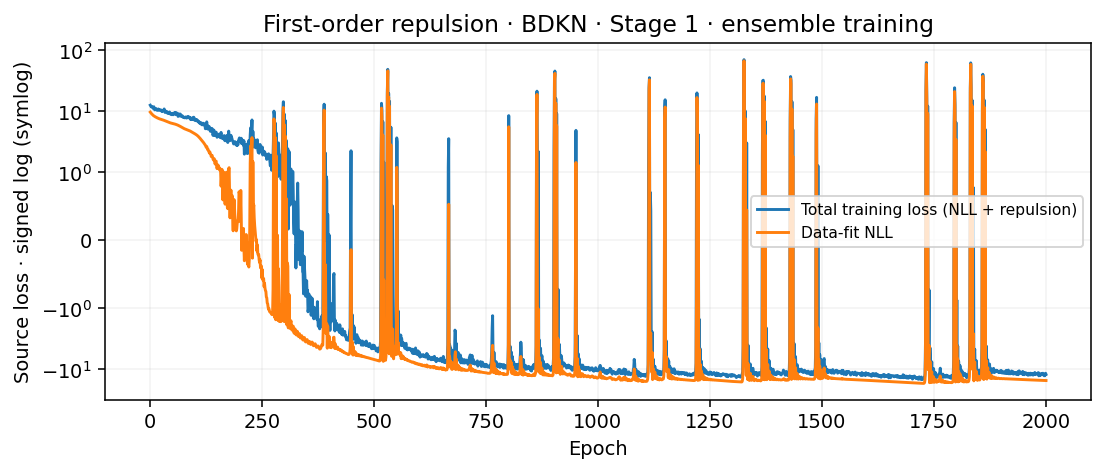 First-order repulsion · BDKN · Stage 1 · ensemble training
Source loss · signed log (symlog)
10²
10¹
10⁰
0
−10⁰
−10¹
Total training loss (NLL + repulsion)
Data-fit NLL
0 250 500 750 1000 1250 1500 1750 2000
Epoch